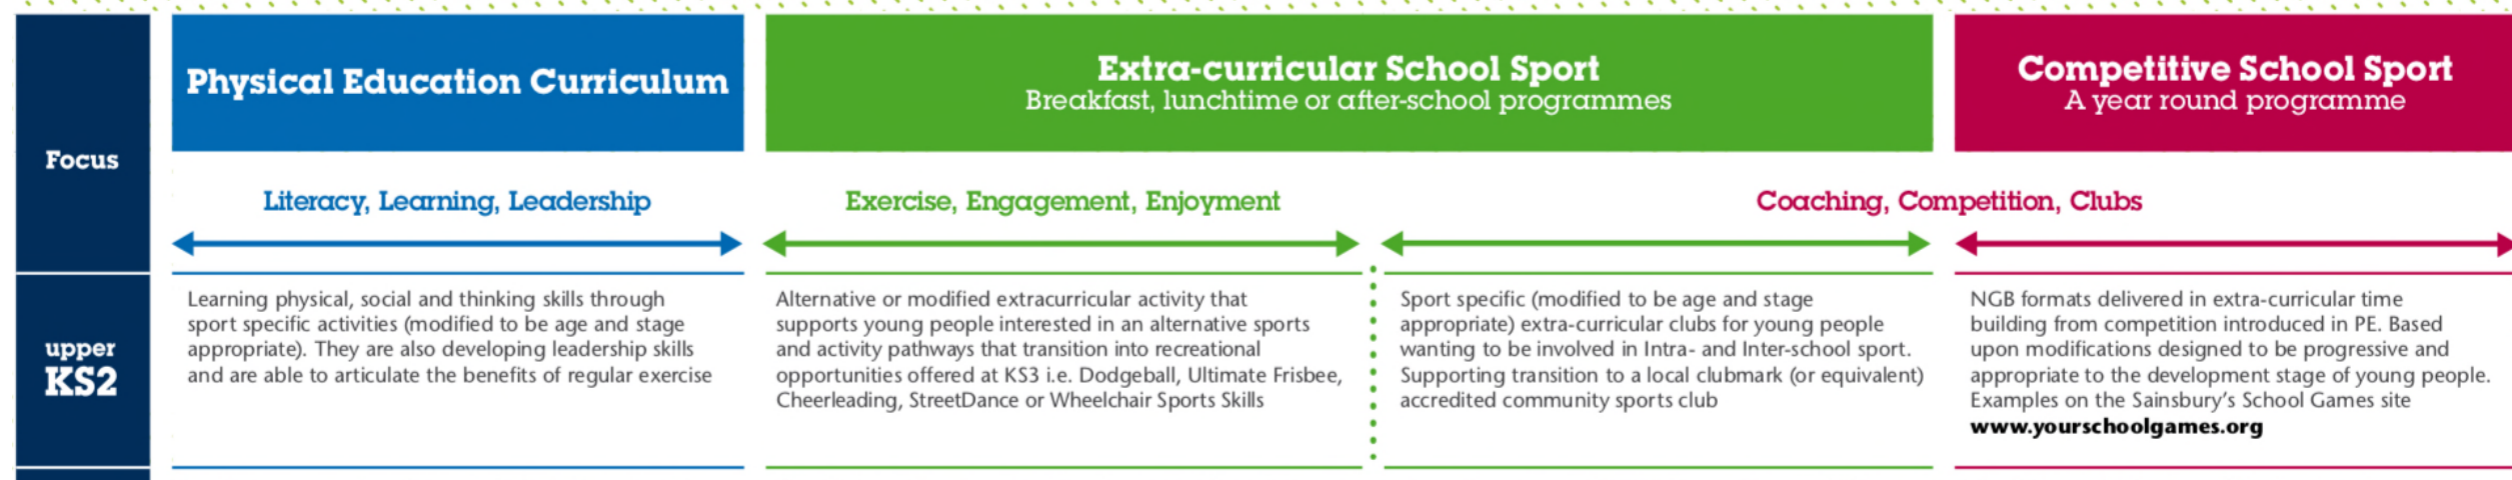 Focus
Physical Education Curriculum
Extra-curricular School Sport
Breakfast, lunchtime or after-school programmes
Competitive School Sport
A year round programme
Literacy, Learning, Leadership
Exercise, Engagement, Enjoyment
Coaching, Competition, Clubs
upper
KS2
Learning physical, social and thinking skills through
sport specific activities (modified to be age and stage
appropriate). They are also developing leadership skills
and are able to articulate the benefits of regular exercise
Alternative or modified extracurricular activity that
supports young people interested in an alternative sports
and activity pathways that transition into recreational
opportunities offered at KS3 i.e. Dodgeball, Ultimate Frisbee,
Cheerleading, StreetDance or Wheelchair Sports Skills
Sport specific (modified to be age and stage
appropriate) extra-curricular clubs for young people
wanting to be involved in Intra- and Inter-school sport.
Supporting transition to a local clubmark (or equivalent)
accredited community sports club
NGB formats delivered in extra-curricular time
building from competition introduced in PE. Based
upon modifications designed to be progressive and
appropriate to the development stage of young people.
Examples on the Sainsbury's School Games site
www.yourschoolgames.org